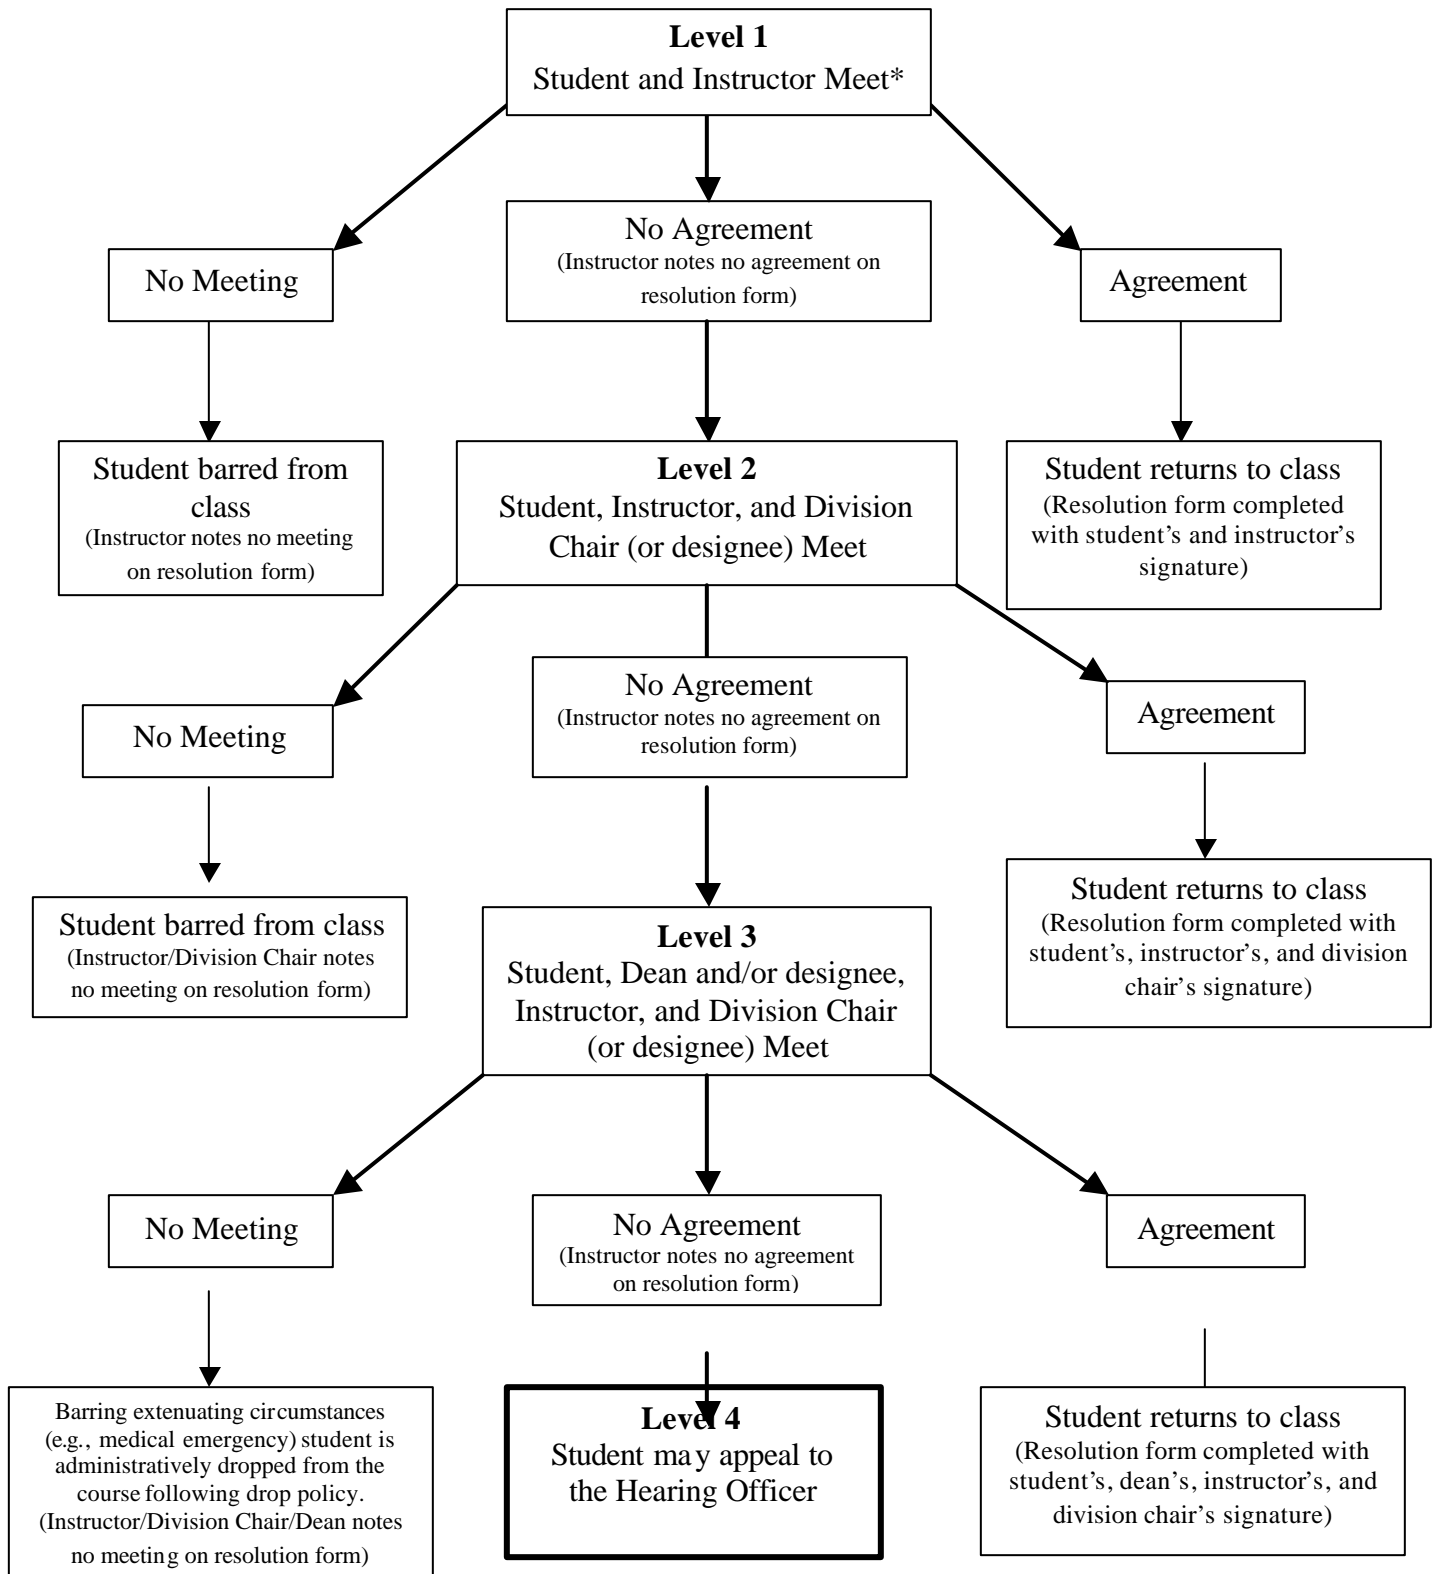 Level 1
Student and Instructor Meet*
No Agreement
(Instructor notes no agreement on
resolution form)
No Meeting
Agreement
Student barred from
class
(Instructor notes no meeting
on resolution form)
Level 2
Student, Instructor, and Division
Chair (or designee) Meet
Student returns to class
(Resolution form completed
with student’s and instructor’s
signature)
No Meeting
No Agreement
(Instructor notes no agreement on
resolution form)
Agreement
Student barred from class
(Instructor/Division Chair notes
no meeting on resolution form)
Level 3
Student, Dean and/or designee,
Instructor, and Division Chair
(or designee) Meet
Student returns to class
(Resolution form completed with
student’s, instructor’s, and division
chair’s signature)
No Meeting
No Agreement
(Instructor notes no agreement
on resolution form)
Agreement
Barring extenuating circumstances
(e.g., medical emergency) student is
administratively dropped from the
course following drop policy.
(Instructor/Division Chair/Dean notes
no meeting on resolution form)
Level 4
Student may appeal to
the Hearing Officer
Student returns to class
(Resolution form completed with
student’s, dean’s, instructor’s, and
division chair’s signature)